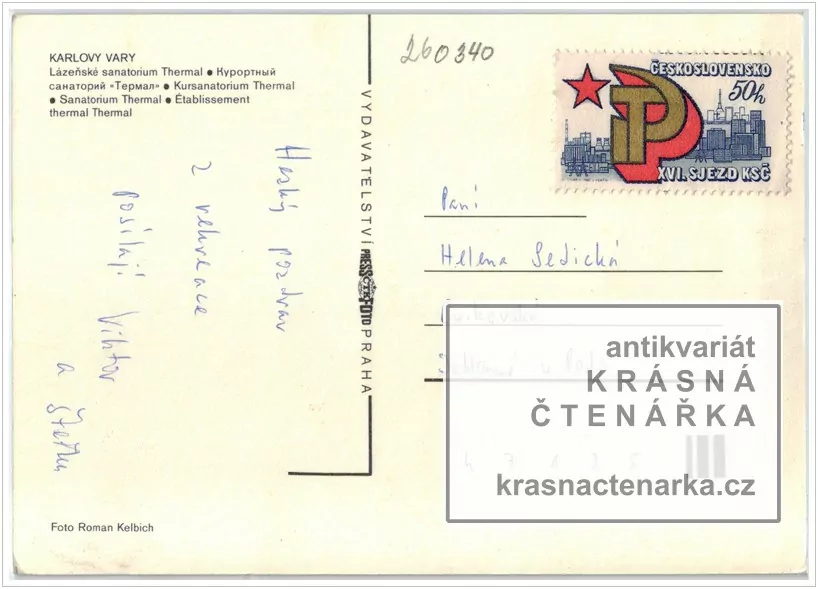 KARLOVY VARY
Lázeňské sanatorium Thermal ● Курортный
санаторий «Термал» ● Kursanatorium Thermal
● Sanatorium Thermal ● Établissement
thermal Thermal
Hezký pozdrav
z rekreace
posílají Viktor
a
Foto Roman Kelbich
VYDAVATELSTVÍ PRESSFOTO PRAHA
ČTK
260340
ČESKOSLOVENSKO
50h
XVI. SJEZD KSČ
Paní
Helena Sedická
antikvariát
KRÁSNÁ
ČTENÁŘKA
krasnactenarka.cz